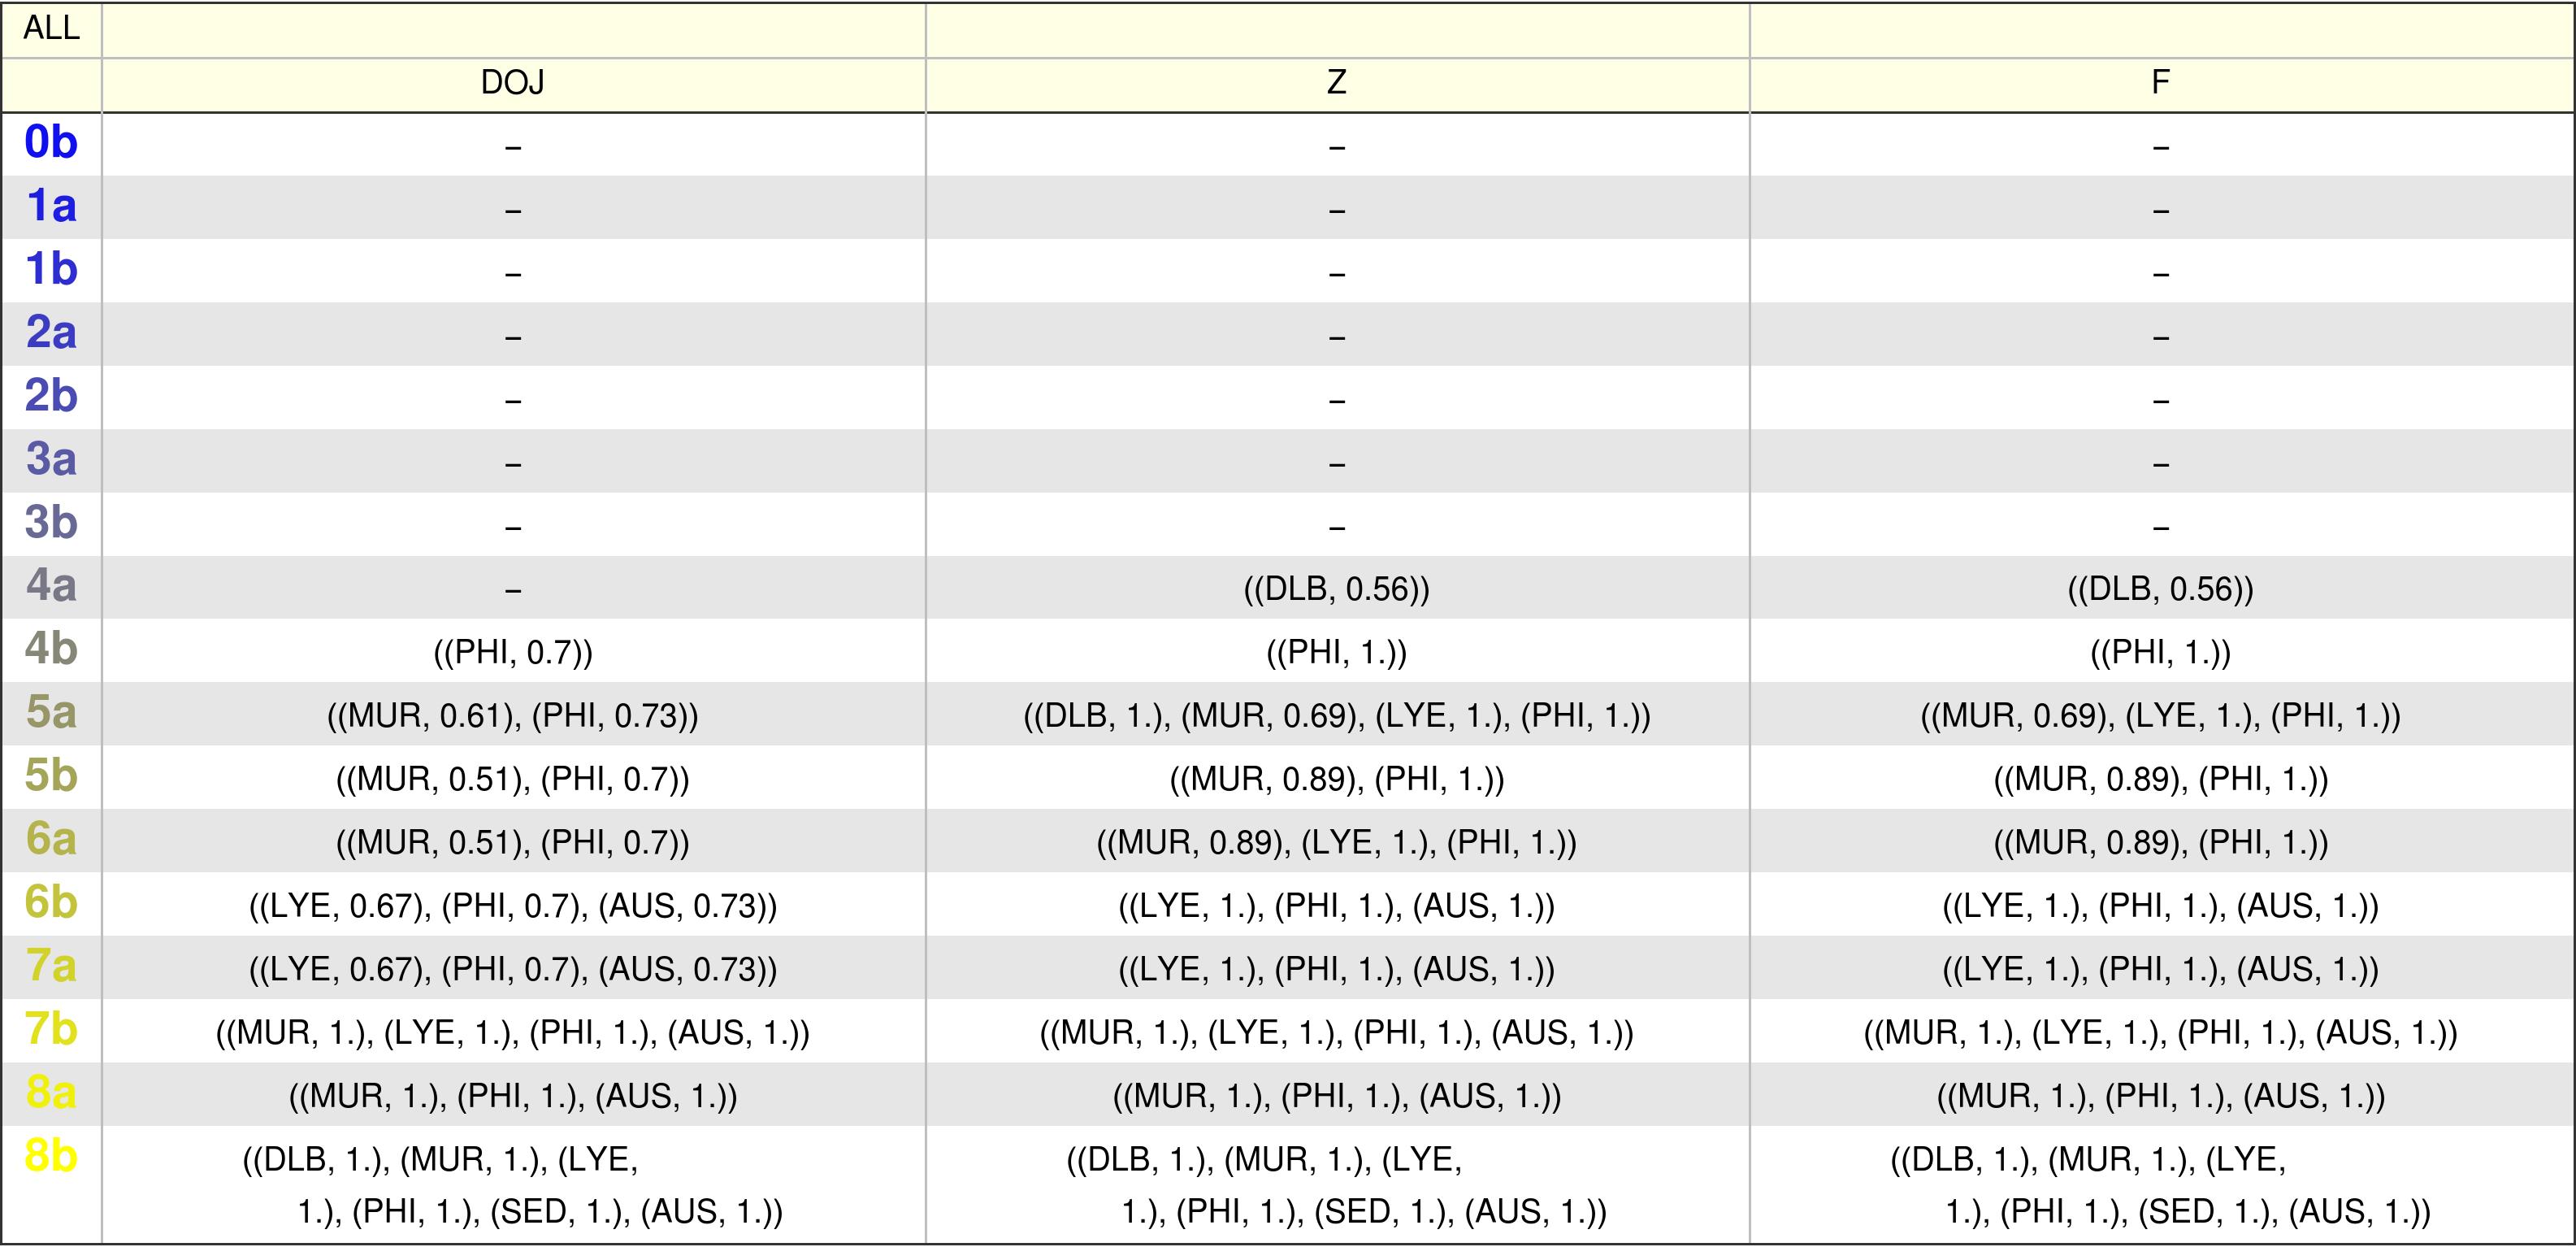 ALL
DOJ Z F
0b – – –
1a – – –
1b – – –
2a – – –
2b – – –
3a – – –
3b – – –
4a – ((DLB, 0.56)) ((DLB, 0.56))
4b ((PHI, 0.7)) ((PHI, 1.)) ((PHI, 1.))
5a ((MUR, 0.61), (PHI, 0.73)) ((DLB, 1.), (MUR, 0.69), (LYE, 1.), (PHI, 1.)) ((MUR, 0.69), (LYE, 1.), (PHI, 1.))
5b ((MUR, 0.51), (PHI, 0.7)) ((MUR, 0.89), (PHI, 1.)) ((MUR, 0.89), (PHI, 1.))
6a ((MUR, 0.51), (PHI, 0.7)) ((MUR, 0.89), (LYE, 1.), (PHI, 1.)) ((MUR, 0.89), (PHI, 1.))
6b ((LYE, 0.67), (PHI, 0.7), (AUS, 0.73)) ((LYE, 1.), (PHI, 1.), (AUS, 1.)) ((LYE, 1.), (PHI, 1.), (AUS, 1.))
7a ((LYE, 0.67), (PHI, 0.7), (AUS, 0.73)) ((LYE, 1.), (PHI, 1.), (AUS, 1.)) ((LYE, 1.), (PHI, 1.), (AUS, 1.))
7b ((MUR, 1.), (LYE, 1.), (PHI, 1.), (AUS, 1.)) ((MUR, 1.), (LYE, 1.), (PHI, 1.), (AUS, 1.)) ((MUR, 1.), (LYE, 1.), (PHI, 1.), (AUS, 1.))
8a ((MUR, 1.), (PHI, 1.), (AUS, 1.)) ((MUR, 1.), (PHI, 1.), (AUS, 1.)) ((MUR, 1.), (PHI, 1.), (AUS, 1.))
8b ((DLB, 1.), (MUR, 1.), (LYE, ((DLB, 1.), (MUR, 1.), (LYE, ((DLB, 1.), (MUR, 1.), (LYE,
1.), (PHI, 1.), (SED, 1.), (AUS, 1.)) 1.), (PHI, 1.), (SED, 1.), (AUS, 1.)) 1.), (PHI, 1.), (SED, 1.), (AUS, 1.))